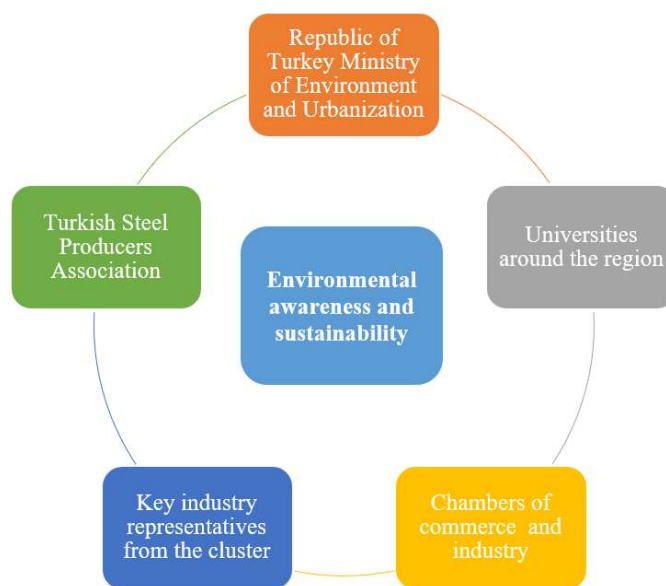 Republic of
Turkey Ministry
of Environment
and Urbanization
Turkish Steel
Producers
Association
Universities
around the region
Environmental
awareness and
sustainability
Key industry
representatives
from the cluster
Chambers of
commerce and
industry